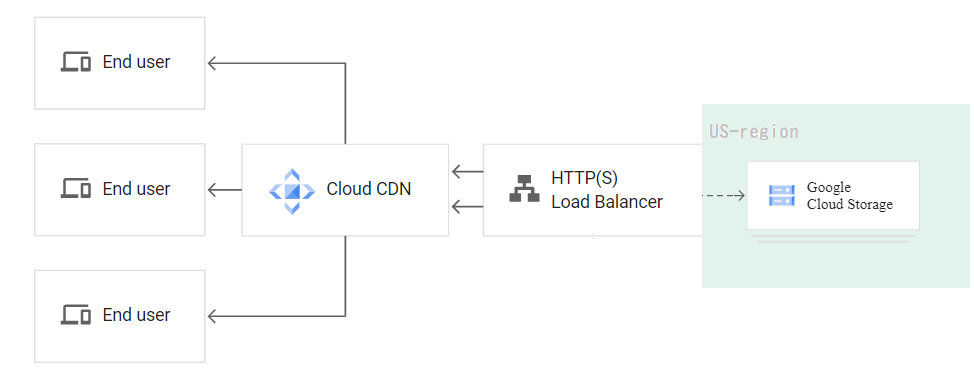 End user
End user
End user
Cloud CDN
HTTP(S)
Load Balancer
US-region
Google
Cloud Storage